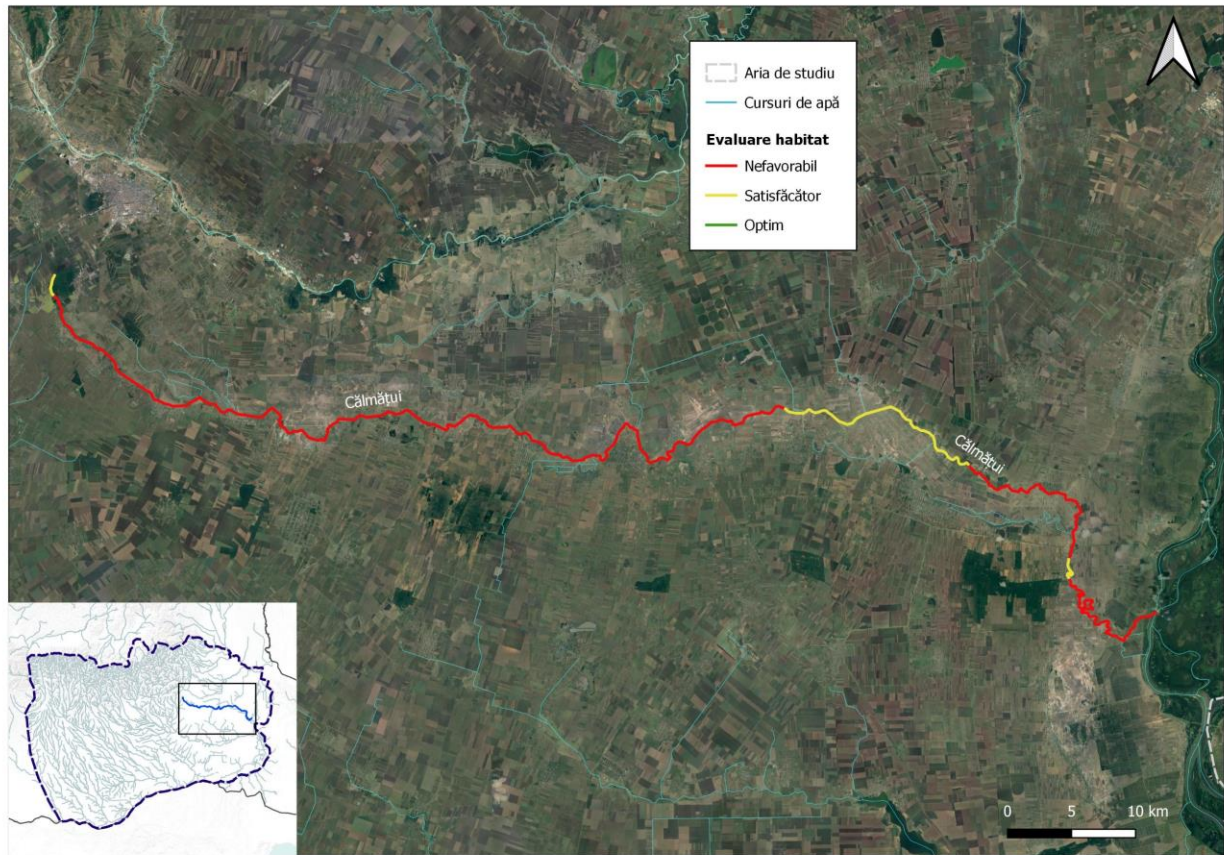 Aria de studiu
Cursuri de apă
Evaluare habitat
Nefavorabil
Satisfăcător
Optim
Călmățui
Călmățui
0 5 10 km